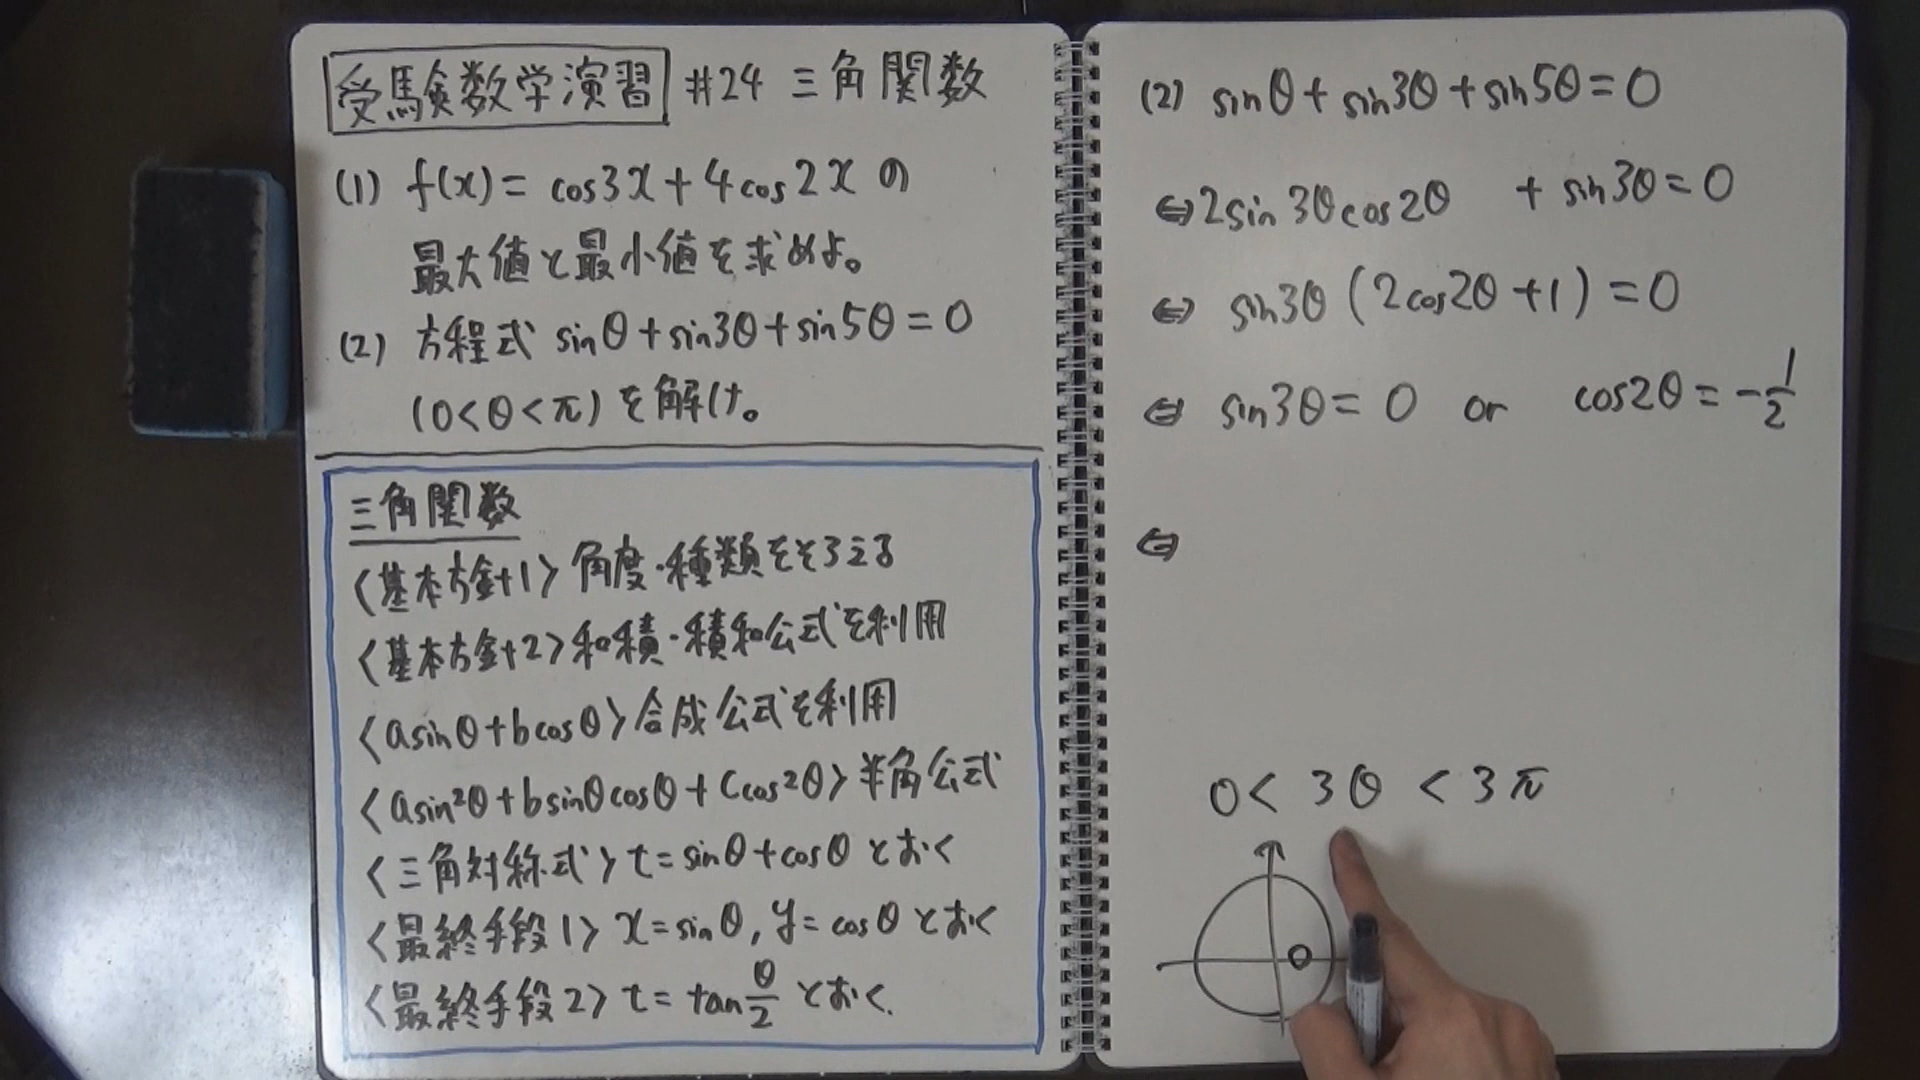 受験数学演習 #24 三角関数
(1) f(x) = cos3x + 4cos2x の
最大値と最小値を求めよ。
(2) 方程式 sinθ + sin3θ + sin5θ = 0
(0 < θ < π) を解け。
三角関数
〈基本方針1〉角度・種類をそろえる
〈基本方針2〉和積・積和公式を利用
〈asinθ + bcosθ〉合成公式を利用
〈asin²θ + bsinθcosθ + Ccos²θ〉半角公式
〈三角対称式〉t = sinθ + cosθ とおく
〈最終手段1〉x = sinθ, y = cosθ とおく
〈最終手段2〉t = tan θ/2 とおく.
(2) sinθ + sin3θ + sin5θ = 0
⇔ 2sin3θcos2θ + sin3θ = 0
⇔ sin3θ (2cos2θ + 1) = 0
⇔ sin3θ = 0 or cos2θ = -1/2
⇔
0 < 3θ < 3π
0